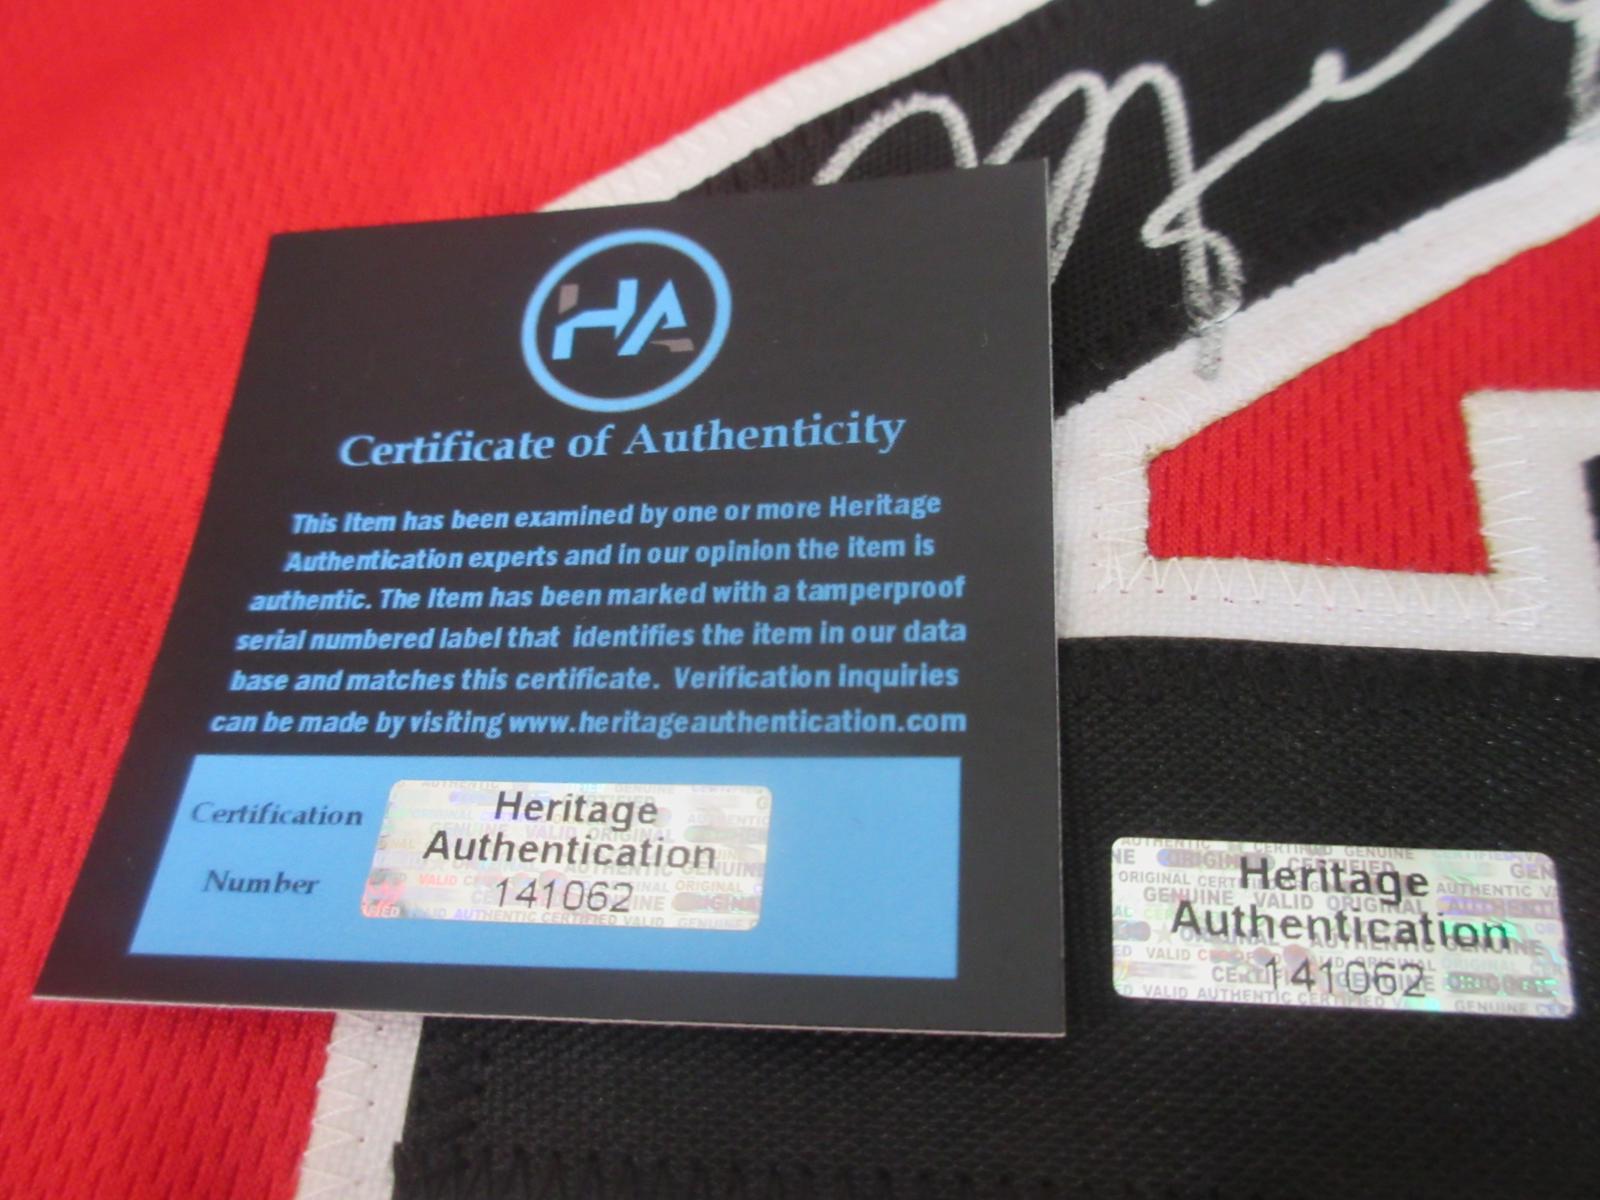 HA
Certificate of Authenticity
This Item has been examined by one or more Heritage
Authentication experts and in our opinion the item is
authentic. The Item has been marked with a tamperproof
serial numbered label that identifies the item in our data
base and matches this certificate. Verification inquiries
can be made by visiting www.heritageauthentication.com
Certification
Number
Heritage
Authentication
141062
Heritage
Authentication
141062